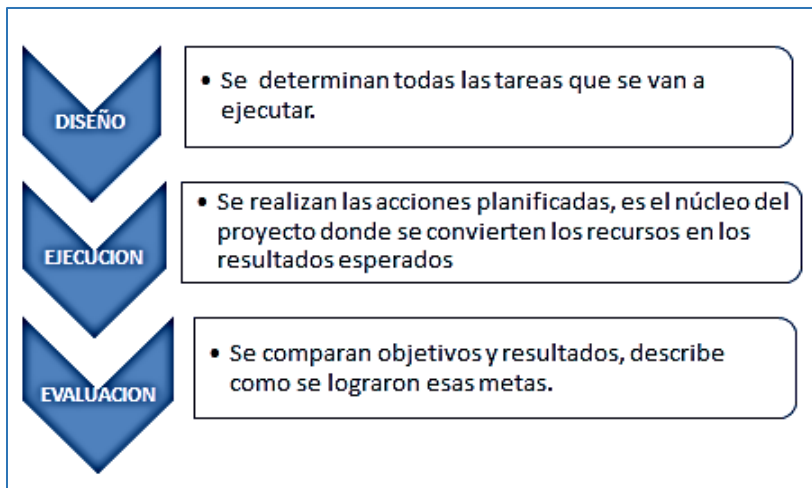 DISEÑO
• Se determinan todas las tareas que se van a
ejecutar.
EJECUCION
• Se realizan las acciones planificadas, es el núcleo del
proyecto donde se convierten los recursos en los
resultados esperados
EVALUACION
• Se comparan objetivos y resultados, describe
como se lograron esas metas.